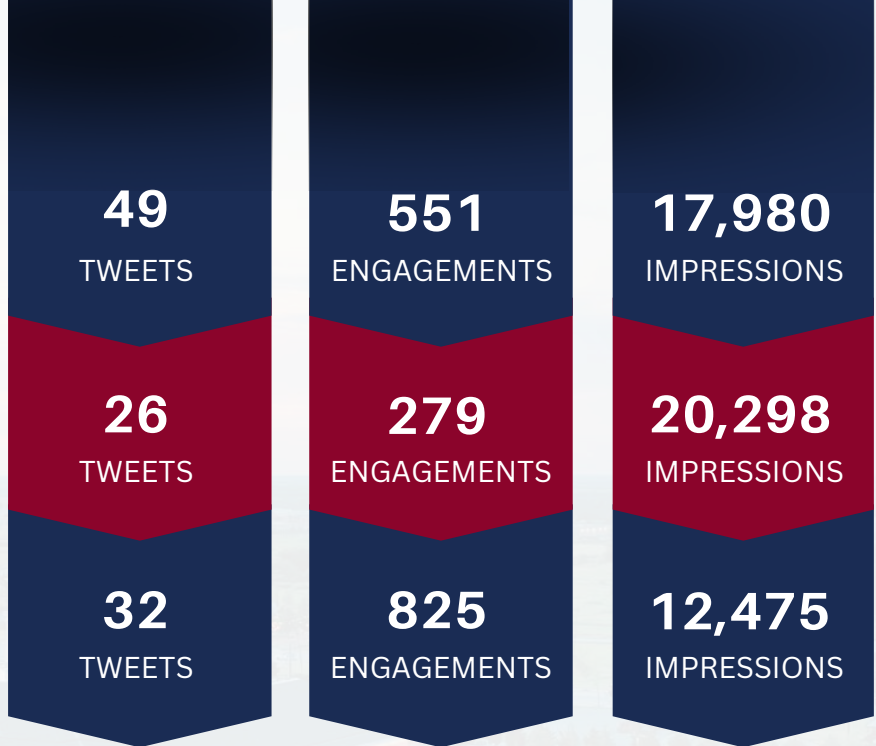 49
TWEETS
551
ENGAGEMENTS
17,980
IMPRESSIONS
26
TWEETS
279
ENGAGEMENTS
20,298
IMPRESSIONS
32
TWEETS
825
ENGAGEMENTS
12,475
IMPRESSIONS